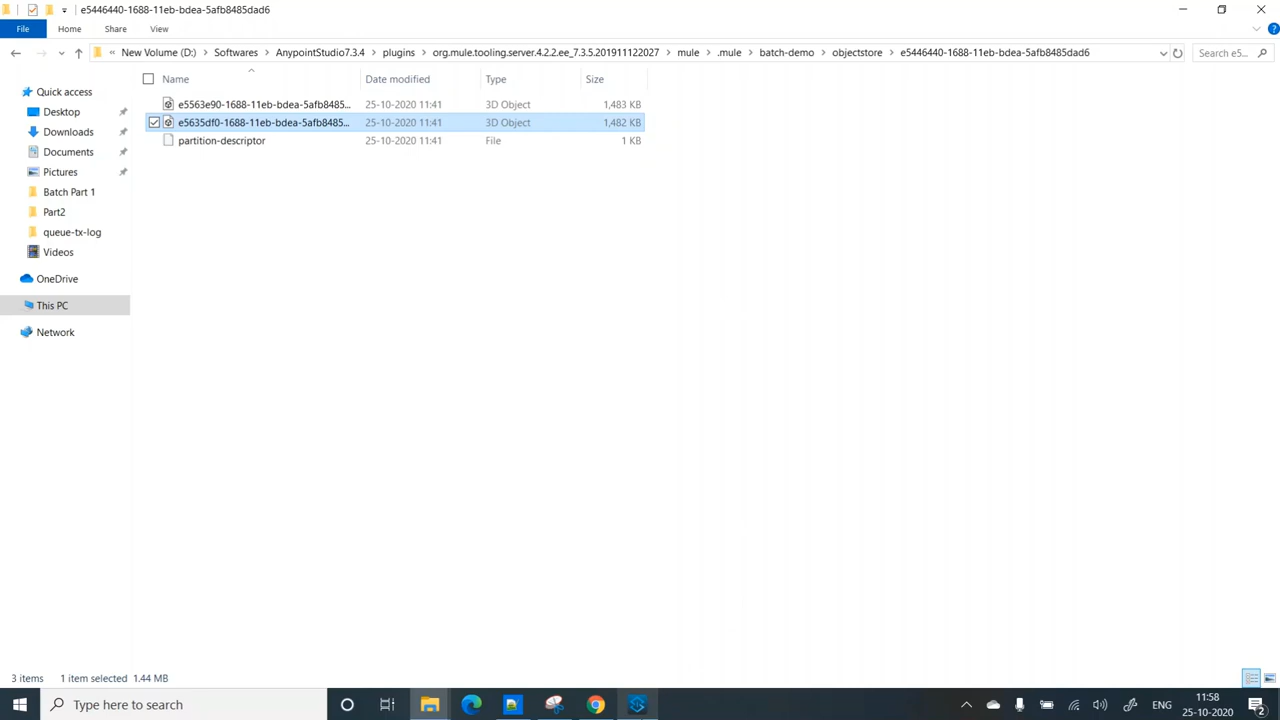 e5446440-1688-11eb-bdea-5afb8485dad6
File Home Share View
« New Volume (D:) > Softwares > AnypointStudio7.3.4 > plugins > org.mule.tooling.server.4.2.2.ee_7.3.5.201911122027 > mule > .mule > batch-demo > objectstore > e5446440-1688-11eb-bdea-5afb8485dad6
Search e5...
Name Date modified Type Size
Quick access
Desktop
Downloads
Documents
Pictures
Batch Part 1
Part2
queue-tx-log
Videos
OneDrive
This PC
Network
e5563e90-1688-11eb-bdea-5afb8485... 25-10-2020 11:41 3D Object 1,483 KB
e5635df0-1688-11eb-bdea-5afb8485... 25-10-2020 11:41 3D Object 1,482 KB
partition-descriptor 25-10-2020 11:41 File 1 KB
3 items 1 item selected 1.44 MB
Type here to search
ENG
11:58
25-10-2020
2